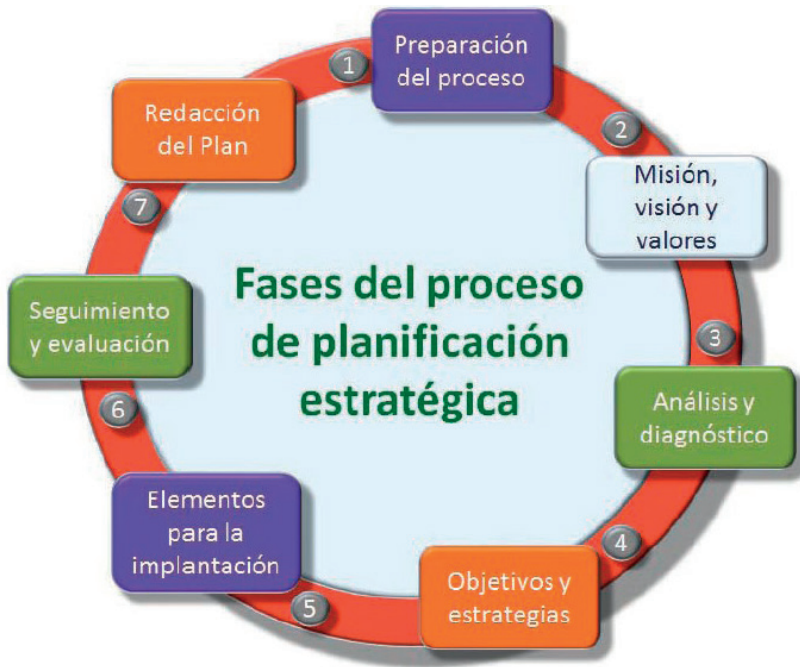 Fases del proceso
de planificación
estratégica
1
Preparación
del proceso
2
Misión,
visión y
valores
3
Análisis y
diagnóstico
4
Objetivos y
estrategias
5
Elementos
para la
implantación
6
Seguimiento
y evaluación
7
Redacción
del Plan